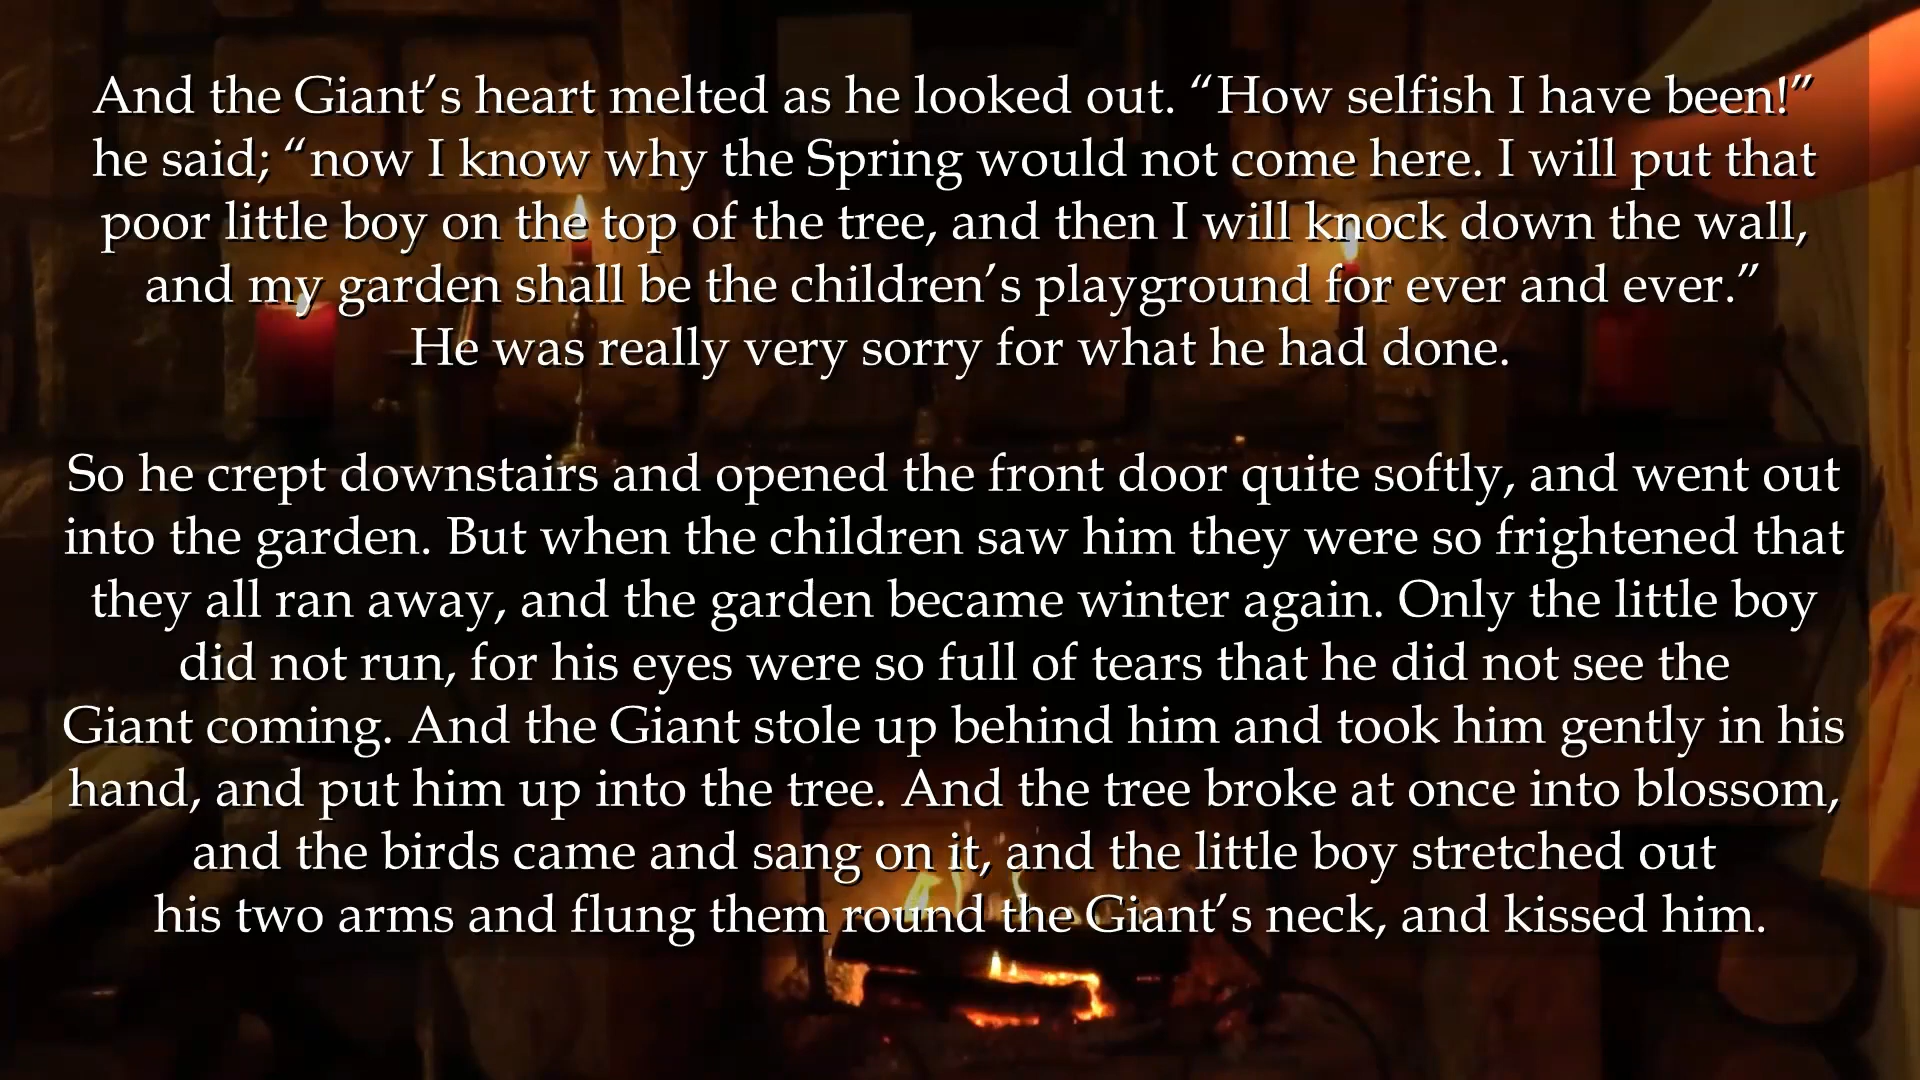 And the Giant’s heart melted as he looked out. “How selfish I have been!”
he said; “now I know why the Spring would not come here. I will put that
poor little boy on the top of the tree, and then I will knock down the wall,
and my garden shall be the children’s playground for ever and ever.”
He was really very sorry for what he had done.
So he crept downstairs and opened the front door quite softly, and went out
into the garden. But when the children saw him they were so frightened that
they all ran away, and the garden became winter again. Only the little boy
did not run, for his eyes were so full of tears that he did not see the
Giant coming. And the Giant stole up behind him and took him gently in his
hand, and put him up into the tree. And the tree broke at once into blossom,
and the birds came and sang on it, and the little boy stretched out
his two arms and flung them round the Giant’s neck, and kissed him.